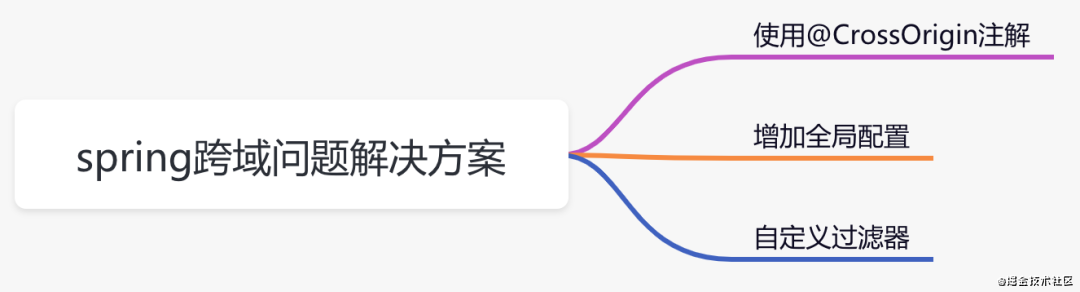 使用@CrossOrigin注解
spring跨域问题解决方案
增加全局配置
自定义过滤器
@掘金技术社区